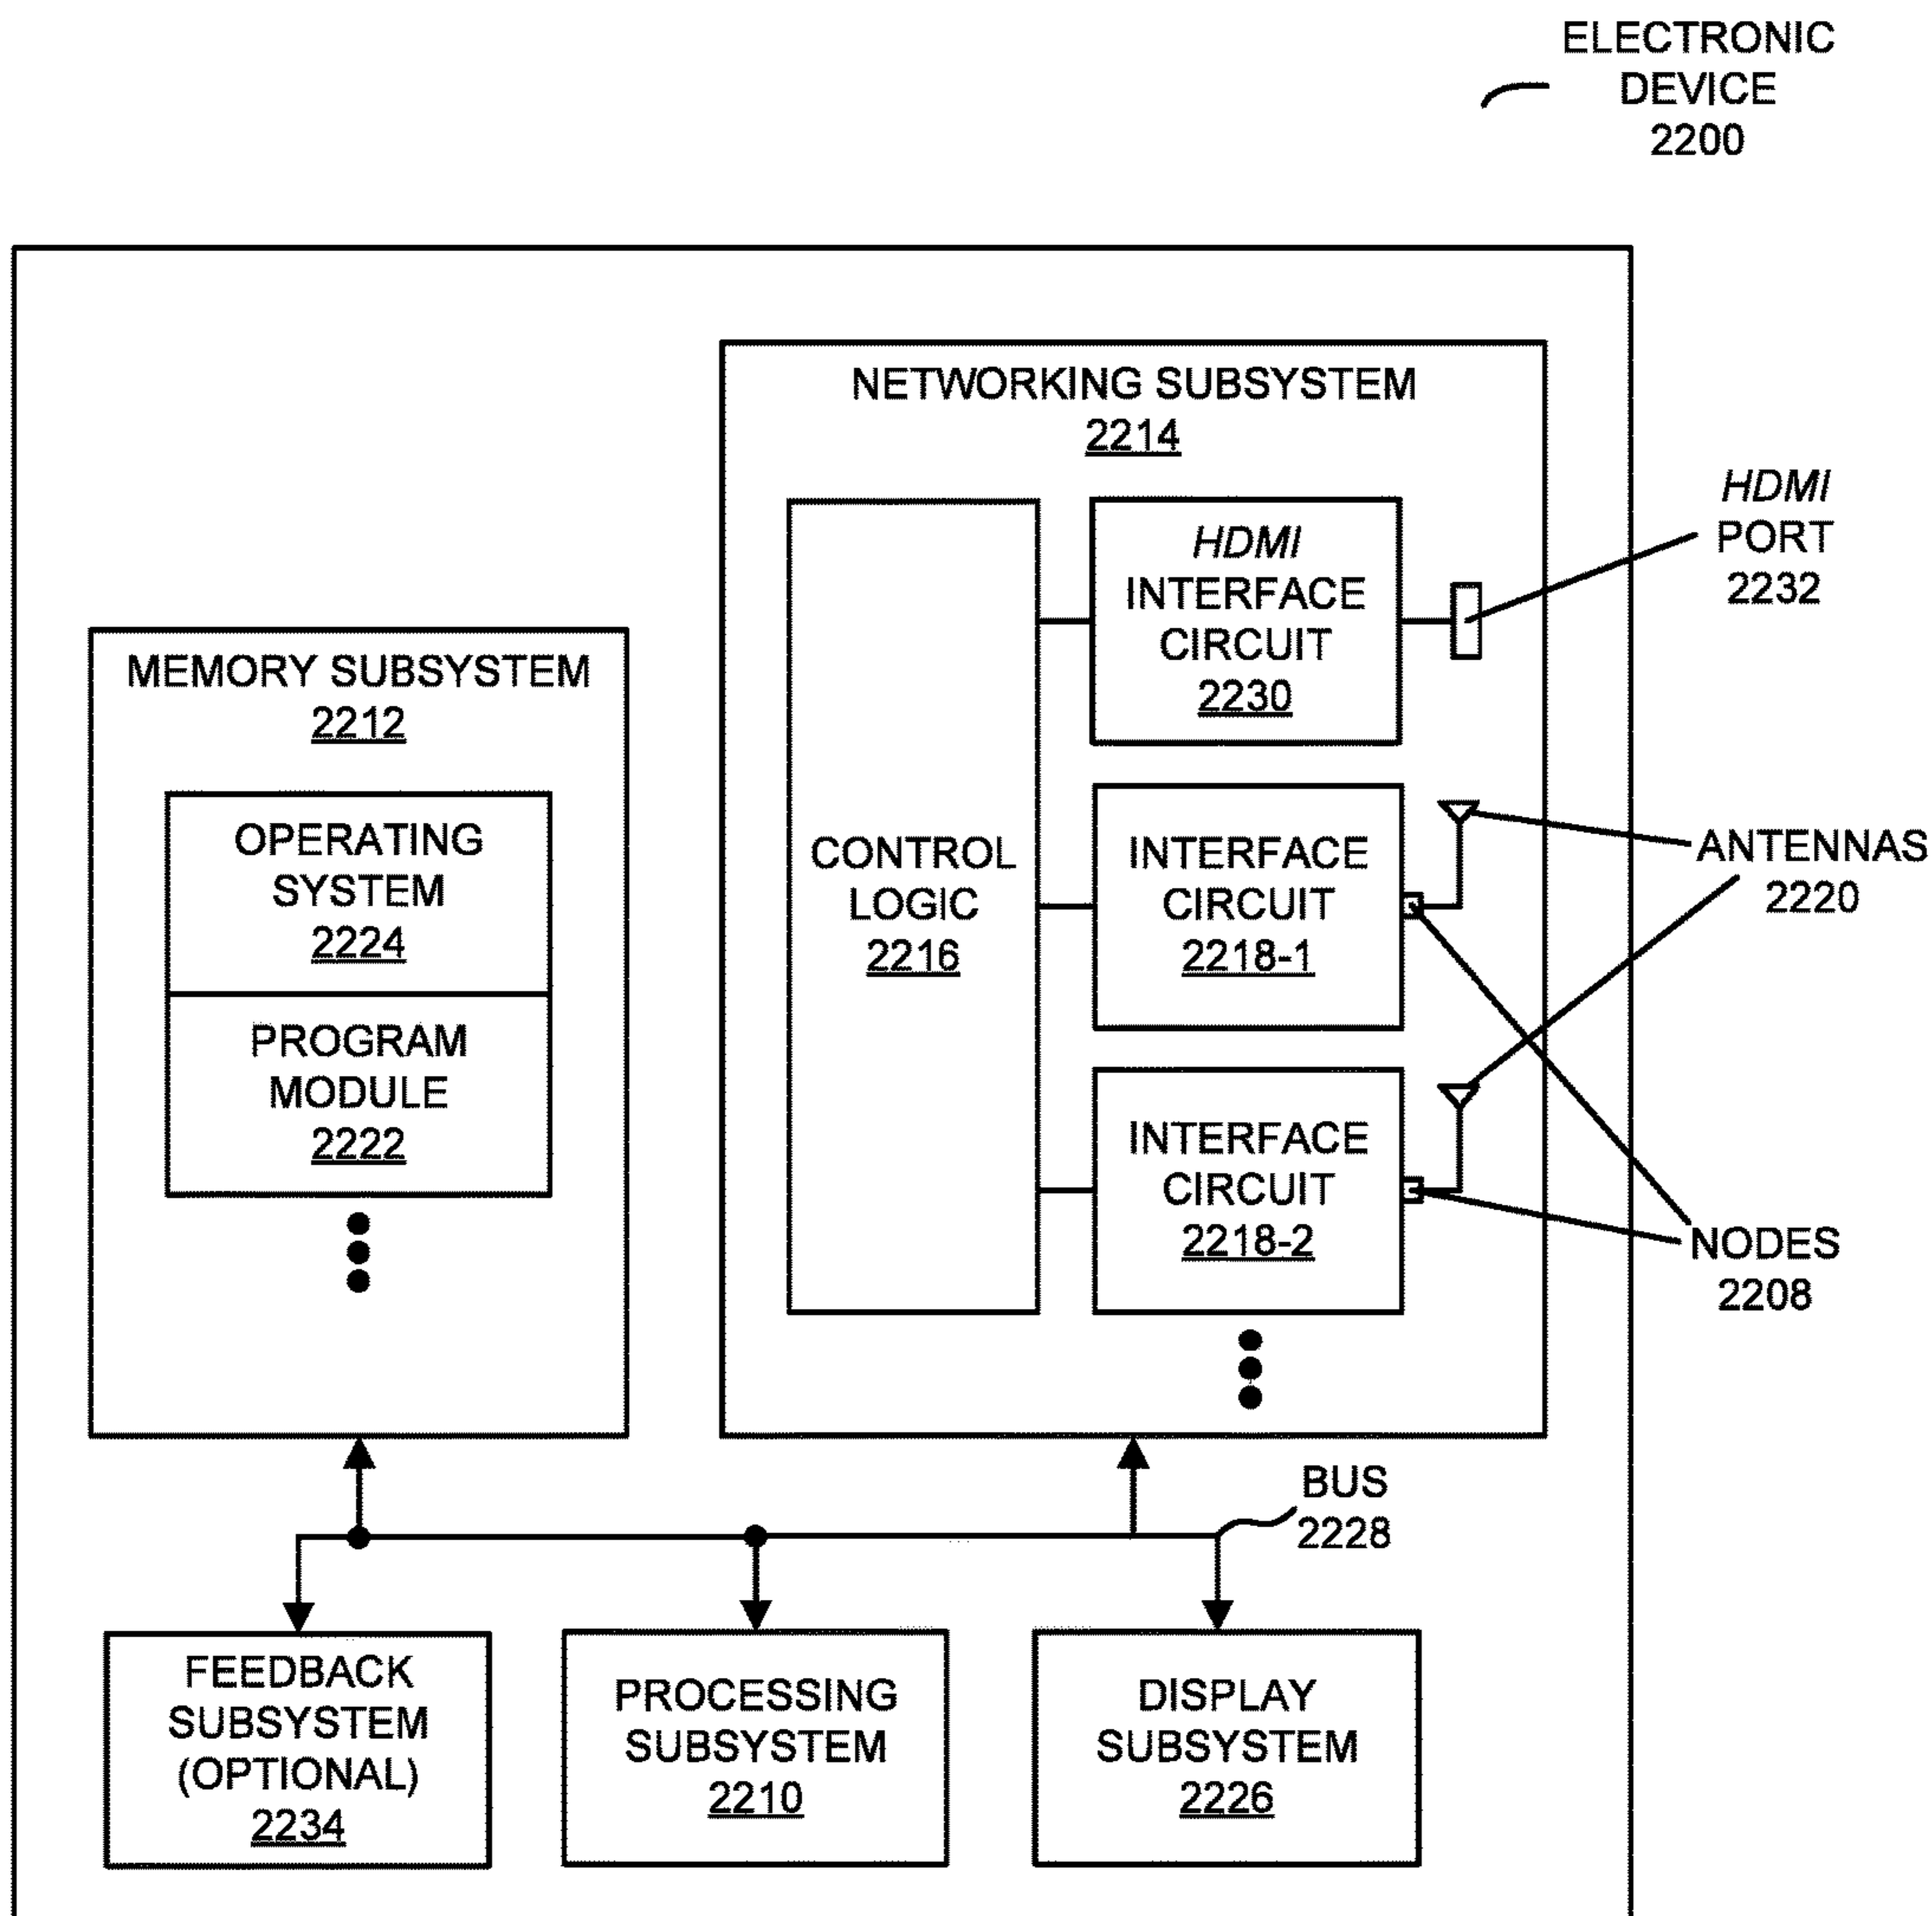 ELECTRONIC
DEVICE
2200
NETWORKING SUBSYSTEM
2214
HDMI
INTERFACE
CIRCUIT
2230
HDMI
PORT
2232
MEMORY SUBSYSTEM
2212
OPERATING
SYSTEM
2224
PROGRAM
MODULE
2222
CONTROL
LOGIC
2216
INTERFACE
CIRCUIT
2218-1
ANTENNAS
2220
INTERFACE
CIRCUIT
2218-2
NODES
2208
BUS
2228
FEEDBACK
SUBSYSTEM
(OPTIONAL)
2234
PROCESSING
SUBSYSTEM
2210
DISPLAY
SUBSYSTEM
2226